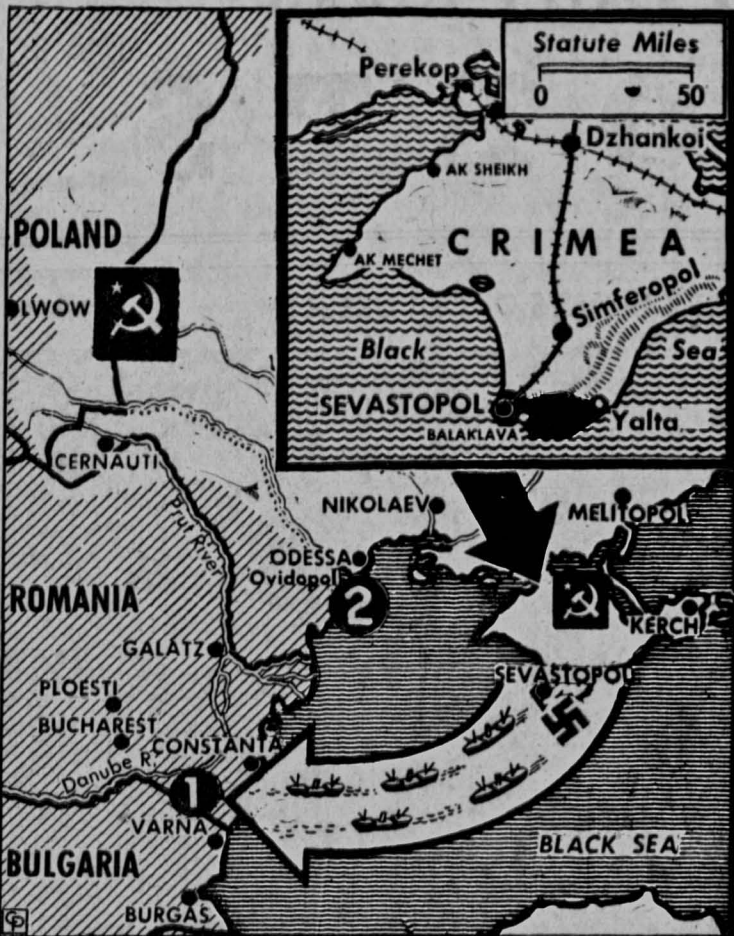 Statute Miles
0 50
Perekop
Dzhankoi
AK SHEIKH
CRIMEA
AK MECHET
Simferopol
Black Sea
SEVASTOPOL
BALAKLAVA
Yalta
POLAND
LWOW
CERNAUTI
Prut River
NIKOLAEV
MELITOPOL
ODESSA
Ovidopol
2
ROMANIA
KERCH
GALATZ
SEVASTOPOL
PLOESTI
BUCHAREST
CONSTANTA
Danube R.
1
VARNA
BLACK SEA
BULGARIA
BURGAS
CP